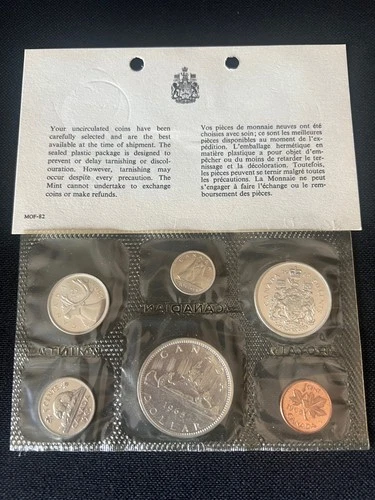 Your uncirculated coins have been
carefully selected and are the best
available at the time of shipment. The
sealed plastic package is designed to
prevent or delay tarnishing or discol-
ouration. However, tarnishing may
occur despite every precaution. The
Mint cannot undertake to exchange
coins or make refunds.
Vos pièces de monnaie neuves ont été
choisies avec soin; ce sont les meilleures
pièces disponibles au moment de l'ex-
pédition. L'emballage hermétique en
matière plastique a pour objet d'em-
pêcher ou du moins de retarder le ter-
nissage et la décoloration. Toutefois,
les pièces peuvent se ternir malgré toutes
les précautions. La Monnaie ne peut
s'engager à faire l'échange ou le rem-
boursement des pièces.
MOF-82
CANADA
CANADA
DOLLAR
CANADA